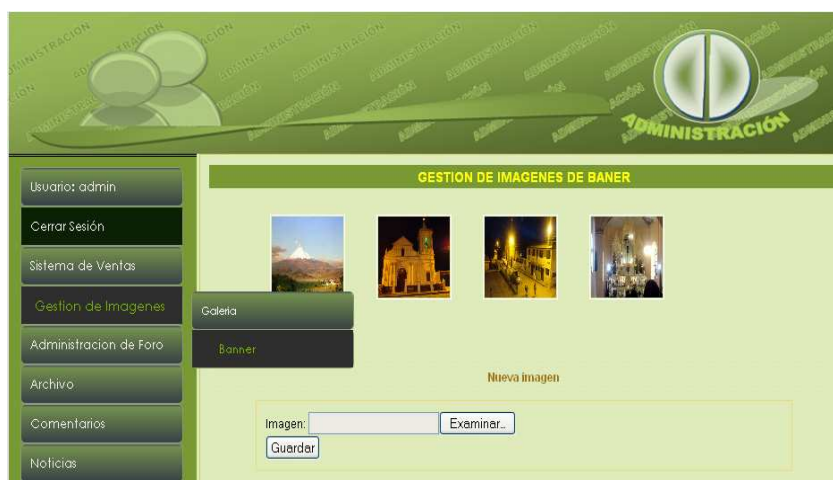 ADMINISTRACIÓN
GESTION DE IMAGENES DE BANER
Usuario: admin
Cerrar Sesión
Sistema de Ventas
Gestion de Imagenes
Galeria
Administracion de Foro
Banner
Archivo
Nueva imagen
Comentarios
Imagen: Examinar...
Guardar
Noticias